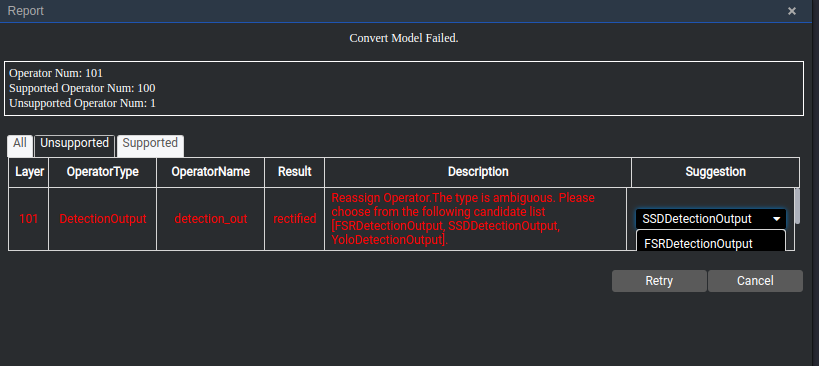 Report ×
Convert Model Failed.
Operator Num: 101
Supported Operator Num: 100
Unsupported Operator Num: 1
All Unsupported Supported
Layer OperatorType OperatorName Result Description Suggestion
101 DetectionOutput detection_out rectified
Reassign Operator.The type is ambiguous. Please
choose from the following candidate list
[FSRDetectionOutput, SSDDetectionOutput,
YoloDetectionOutput].
SSDDetectionOutput
FSRDetectionOutput
Retry Cancel